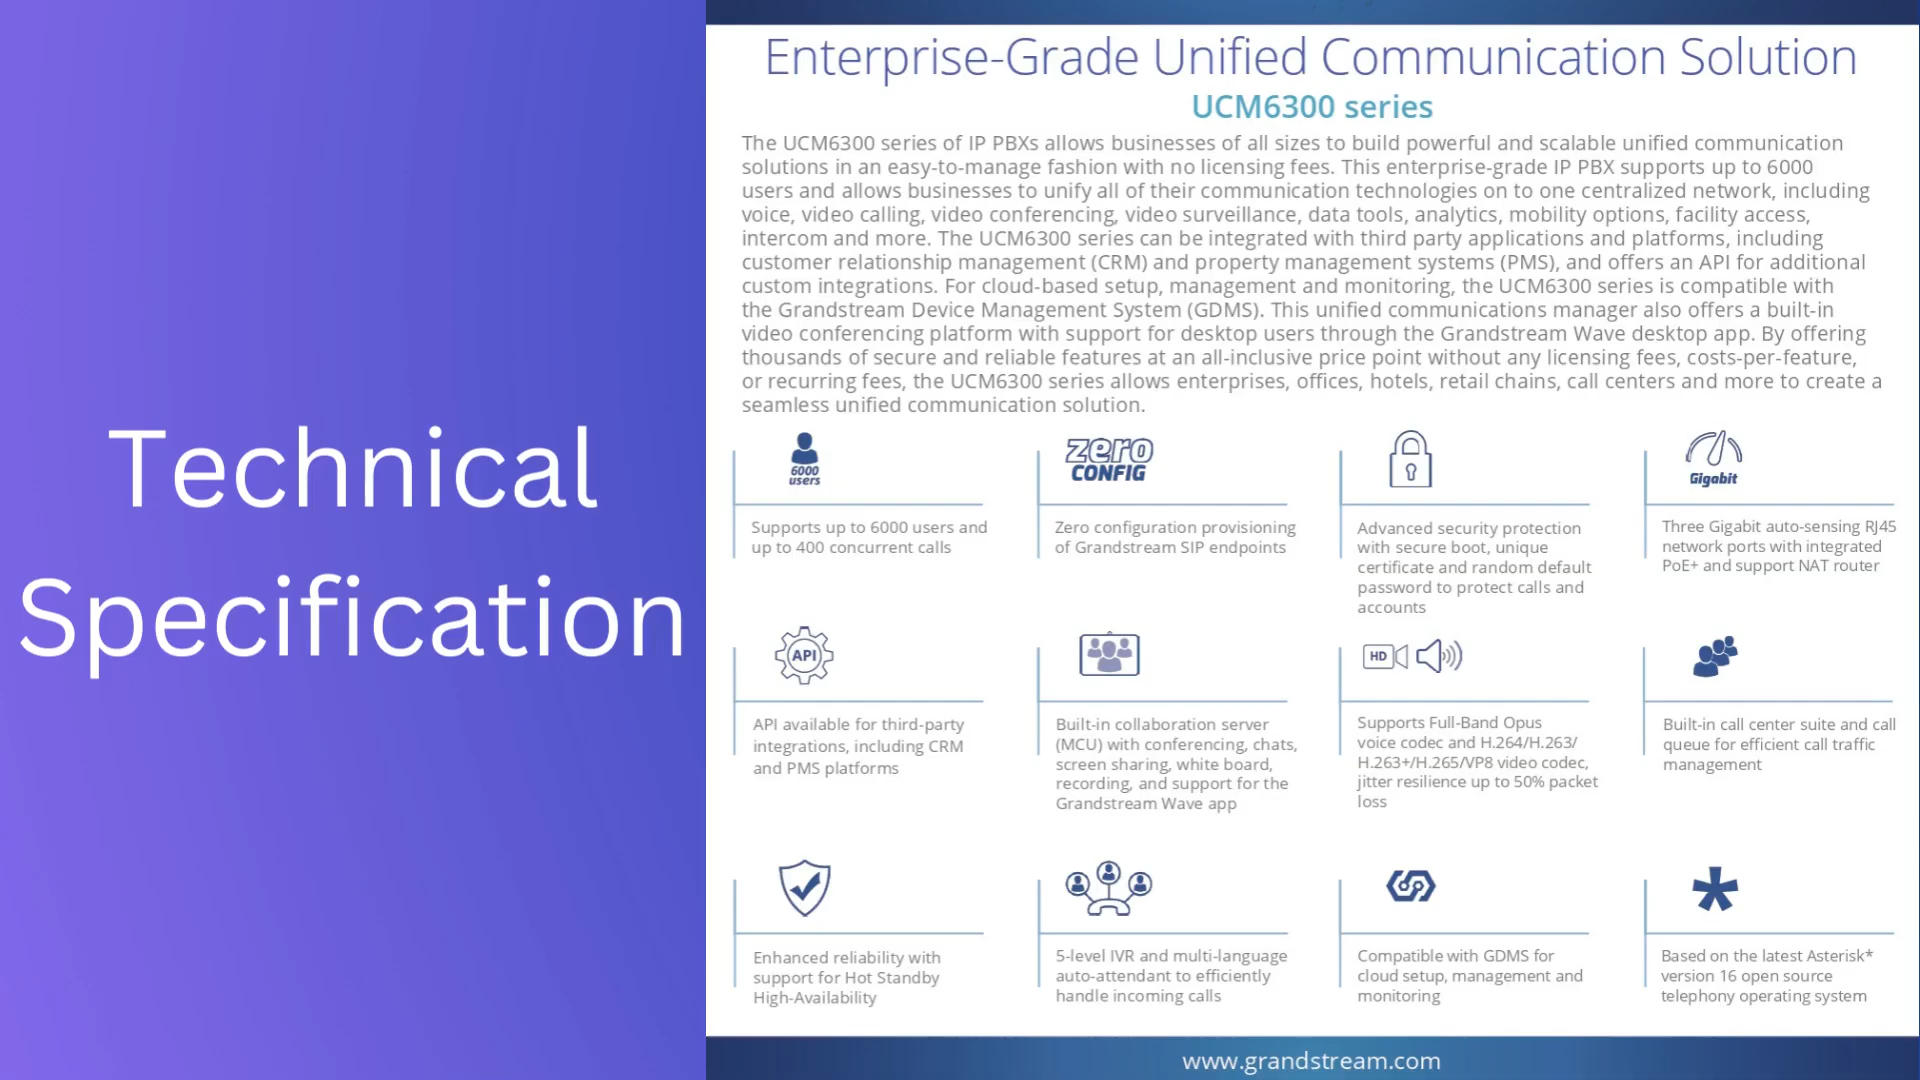 Technical
Specification
Enterprise-Grade Unified Communication Solution
UCM6300 series
The UCM6300 series of IP PBXs allows businesses of all sizes to build powerful and scalable unified communication
solutions in an easy-to-manage fashion with no licensing fees. This enterprise-grade IP PBX supports up to 6000
users and allows businesses to unify all of their communication technologies on to one centralized network, including
voice, video calling, video conferencing, video surveillance, data tools, analytics, mobility options, facility access,
intercom and more. The UCM6300 series can be integrated with third party applications and platforms, including
customer relationship management (CRM) and property management systems (PMS), and offers an API for additional
custom integrations. For cloud-based setup, management and monitoring, the UCM6300 series is compatible with
the Grandstream Device Management System (GDMS). This unified communications manager also offers a built-in
video conferencing platform with support for desktop users through the Grandstream Wave desktop app. By offering
thousands of secure and reliable features at an all-inclusive price point without any licensing fees, costs-per-feature,
or recurring fees, the UCM6300 series allows enterprises, offices, hotels, retail chains, call centers and more to create a
seamless unified communication solution.
6000
users
Supports up to 6000 users and
up to 400 concurrent calls
zero
CONFIG
Zero configuration provisioning
of Grandstream SIP endpoints
Advanced security protection
with secure boot, unique
certificate and random default
password to protect calls and
accounts
Gigabit
Three Gigabit auto-sensing RJ45
network ports with integrated
PoE+ and support NAT router
API
API available for third-party
integrations, including CRM
and PMS platforms
Built-in collaboration server
(MCU) with conferencing, chats,
screen sharing, white board,
recording, and support for the
Grandstream Wave app
HD
Supports Full-Band Opus
voice codec and H.264/H.263/
H.263+/H.265/VP8 video codec,
jitter resilience up to 50% packet
loss
Built-in call center suite and call
queue for efficient call traffic
management
Enhanced reliability with
support for Hot Standby
High-Availability
5-level IVR and multi-language
auto-attendant to efficiently
handle incoming calls
Compatible with GDMS for
cloud setup, management and
monitoring
Based on the latest Asterisk*
version 16 open source
telephony operating system
www.grandstream.com